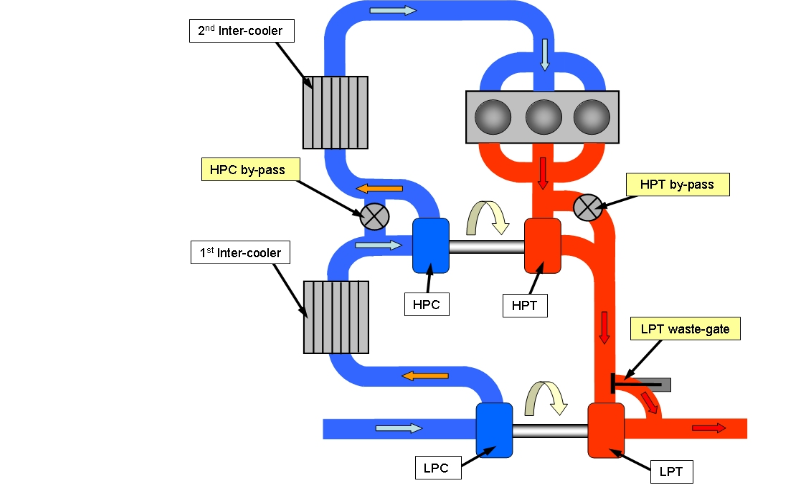 2nd Inter-cooler
HPC by-pass
HPT by-pass
1st Inter-cooler
HPC
HPT
LPT waste-gate
LPC
LPT